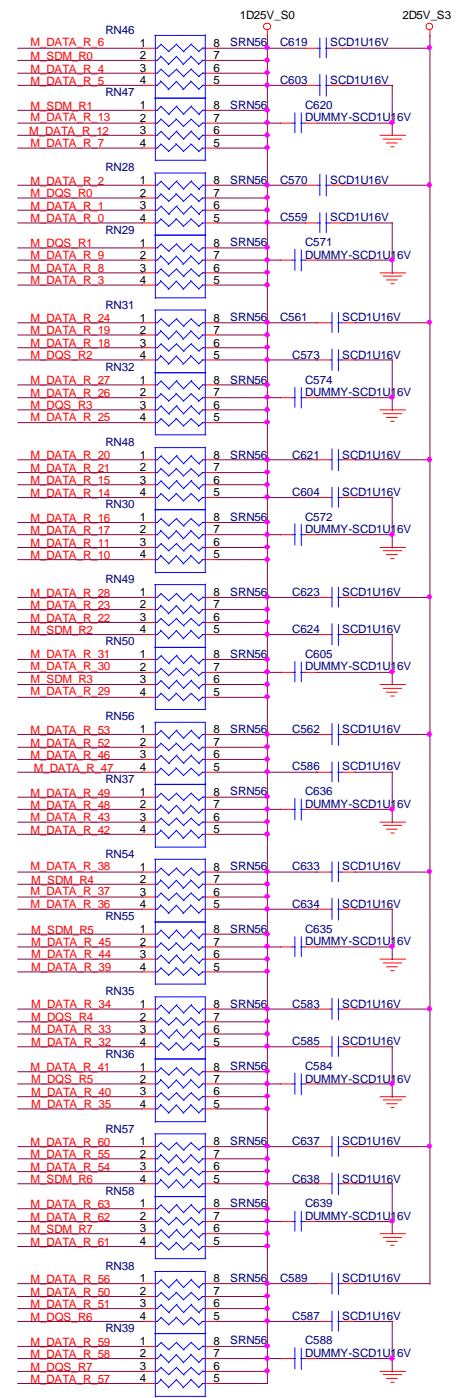 1D25V_S0 2D5V_S3
RN46
M_DATA_R_6 1 8 SRN56 C619 SCD1U16V
M_SDM_R0 2 7
M_DATA_R_4 3 6
M_DATA_R_5 4 5 C603 SCD1U16V
RN47
M_SDM_R1 1 8 SRN56 C620
M_DATA_R_13 2 7 DUMMY-SCD1U16V
M_DATA_R_12 3 6
M_DATA_R_7 4 5
RN28
M_DATA_R_2 1 8 SRN56 C570 SCD1U16V
M_DQS_R0 2 7
M_DATA_R_1 3 6
M_DATA_R_0 4 5 C559 SCD1U16V
RN29
M_DQS_R1 1 8 SRN56 C571
M_DATA_R_9 2 7 DUMMY-SCD1U16V
M_DATA_R_8 3 6
M_DATA_R_3 4 5
RN31
M_DATA_R_24 1 8 SRN56 C561 SCD1U16V
M_DATA_R_19 2 7
M_DATA_R_18 3 6
M_DQS_R2 4 5 C573 SCD1U16V
RN32
M_DATA_R_27 1 8 SRN56 C574
M_DATA_R_26 2 7 DUMMY-SCD1U16V
M_DQS_R3 3 6
M_DATA_R_25 4 5
RN48
M_DATA_R_20 1 8 SRN56 C621 SCD1U16V
M_DATA_R_21 2 7
M_DATA_R_15 3 6
M_DATA_R_14 4 5 C604 SCD1U16V
RN30
M_DATA_R_16 1 8 SRN56 C572
M_DATA_R_17 2 7 DUMMY-SCD1U16V
M_DATA_R_11 3 6
M_DATA_R_10 4 5
RN49
M_DATA_R_28 1 8 SRN56 C623 SCD1U16V
M_DATA_R_23 2 7
M_DATA_R_22 3 6
M_SDM_R2 4 5 C624 SCD1U16V
RN50
M_DATA_R_31 1 8 SRN56 C605
M_DATA_R_30 2 7 DUMMY-SCD1U16V
M_SDM_R3 3 6
M_DATA_R_29 4 5
RN56
M_DATA_R_53 1 8 SRN56 C562 SCD1U16V
M_DATA_R_52 2 7
M_DATA_R_46 3 6
M_DATA_R_47 4 5 C586 SCD1U16V
RN37
M_DATA_R_49 1 8 SRN56 C636
M_DATA_R_48 2 7 DUMMY-SCD1U16V
M_DATA_R_43 3 6
M_DATA_R_42 4 5
RN54
M_DATA_R_38 1 8 SRN56 C633 SCD1U16V
M_SDM_R4 2 7
M_DATA_R_37 3 6
M_DATA_R_36 4 5 C634 SCD1U16V
RN55
M_SDM_R5 1 8 SRN56 C635
M_DATA_R_45 2 7 DUMMY-SCD1U16V
M_DATA_R_44 3 6
M_DATA_R_39 4 5
RN35
M_DATA_R_34 1 8 SRN56 C583 SCD1U16V
M_DQS_R4 2 7
M_DATA_R_33 3 6
M_DATA_R_32 4 5 C585 SCD1U16V
RN36
M_DATA_R_41 1 8 SRN56 C584
M_DQS_R5 2 7 DUMMY-SCD1U16V
M_DATA_R_40 3 6
M_DATA_R_35 4 5
RN57
M_DATA_R_60 1 8 SRN56 C637 SCD1U16V
M_DATA_R_55 2 7
M_DATA_R_54 3 6
M_SDM_R6 4 5 C638 SCD1U16V
RN58
M_DATA_R_63 1 8 SRN56 C639
M_DATA_R_62 2 7 DUMMY-SCD1U16V
M_SDM_R7 3 6
M_DATA_R_61 4 5
RN38
M_DATA_R_56 1 8 SRN56 C589 SCD1U16V
M_DATA_R_50 2 7
M_DATA_R_51 3 6
M_DQS_R6 4 5 C587 SCD1U16V
RN39
M_DATA_R_59 1 8 SRN56 C588
M_DATA_R_58 2 7 DUMMY-SCD1U16V
M_DQS_R7 3 6
M_DATA_R_57 4 5